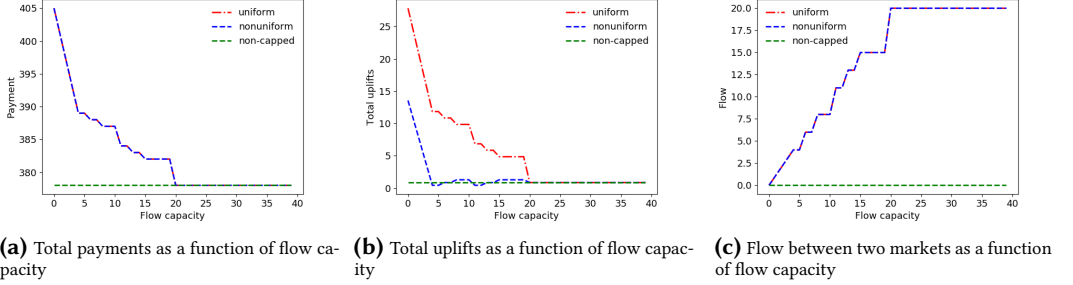 405
400
395
390
385
380
Payment
0
5
10
15
20
25
30
35
40
Flow capacity
uniform
nonuniform
non-capped
25
20
15
10
5
0
Total uplifts
0
5
10
15
20
25
30
35
40
Flow capacity
uniform
nonuniform
non-capped
20.0
17.5
15.0
12.5
10.0
7.5
5.0
2.5
0.0
Flow
0
5
10
15
20
25
30
35
40
Flow capacity
uniform
nonuniform
non-capped
(a) Total payments as a function of flow ca-
pacity
(b) Total uplifts as a function of flow capac-
ity
(c) Flow between two markets as a function
of flow capacity